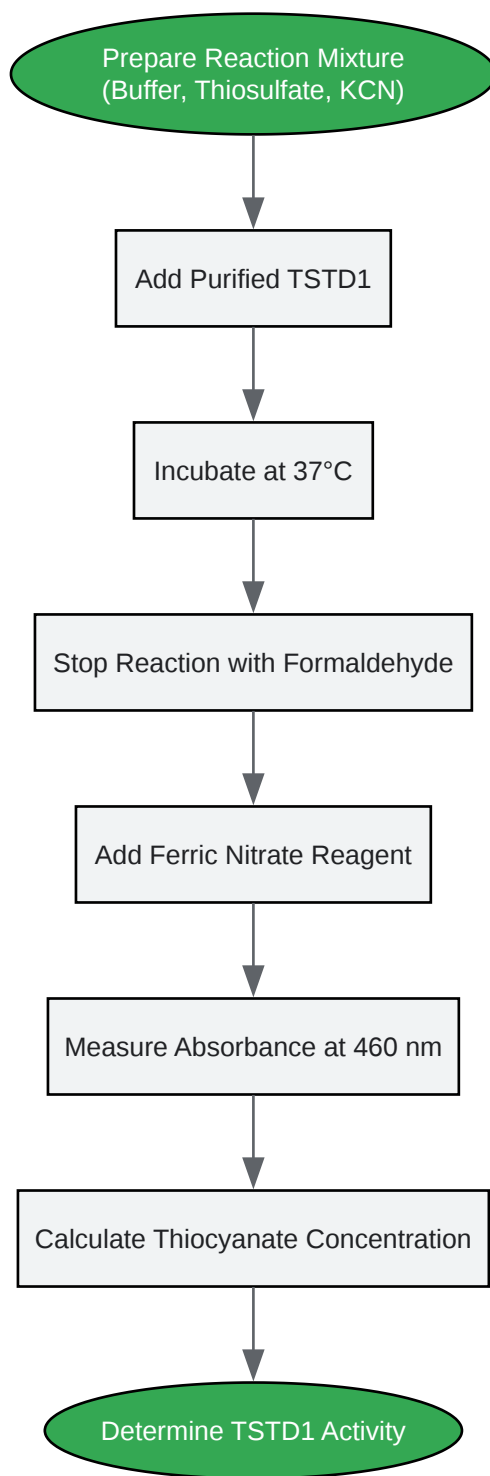 Prepare Reaction Mixture
(Buffer, Thiosulfate, KCN)
Add Purified TSTD1
Incubate at 37°C
Stop Reaction with Formaldehyde
Add Ferric Nitrate Reagent
Measure Absorbance at 460 nm
Calculate Thiocyanate Concentration
Determine TSTD1 Activity